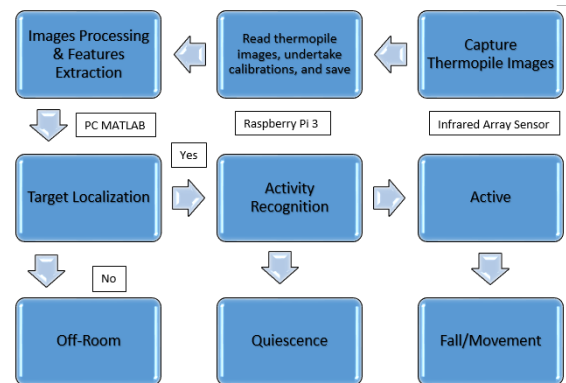 Images Processing
& Features
Extraction
Read thermopile
images, undertake
calibrations, and save
Capture
Thermopile Images
PC MATLAB
Raspberry Pi 3
Infrared Array Sensor
Yes
Target Localization
Activity
Recognition
Active
No
Off-Room
Quiescence
Fall/Movement